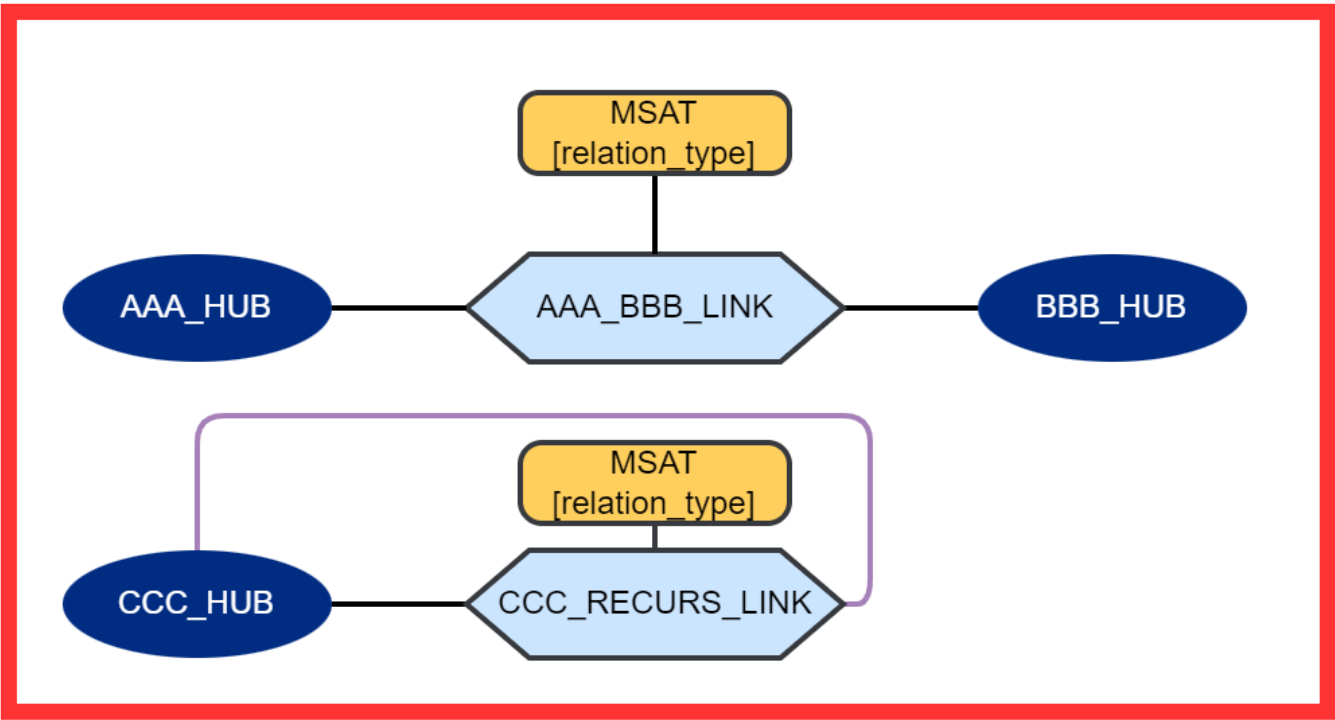 MSAT
[relation_type]
AAA_HUB
AAA_BBB_LINK
BBB_HUB
MSAT
[relation_type]
CCC_HUB
CCC_RECURS_LINK